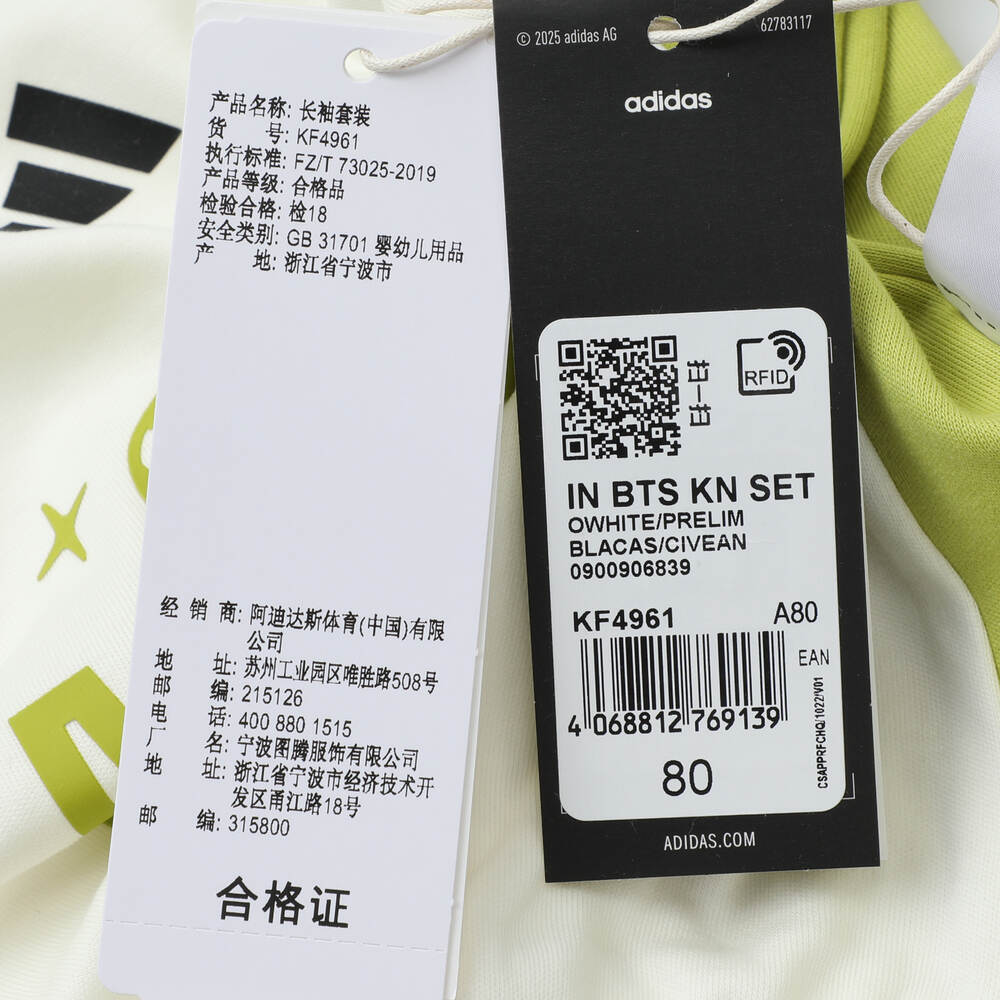 产品名称: 长袖套装
货 号: KF4961
执行标准: FZ/T 73025-2019
产品等级: 合格品
检验合格: 检18
安全类别: GB 31701 婴幼儿用品
产 地: 浙江省宁波市
经 销 商: 阿迪达斯体育(中国)有限
公司
地 址: 苏州工业园区唯胜路508号
邮 编: 215126
电 话: 400 880 1515
厂 名: 宁波图腾服饰有限公司
地 址: 浙江省宁波市经济技术开
发区甬江路18号
邮 编: 315800
合格证
© 2025 adidas AG
62783117
adidas
RFID
IN BTS KN SET
OWHITE/PRELIM
BLACAS/CIVEAN
0900906839
KF4961 A80
EAN
4 068812 769139
CSAPPRFCHQ/1022/V01
80
ADIDAS.COM